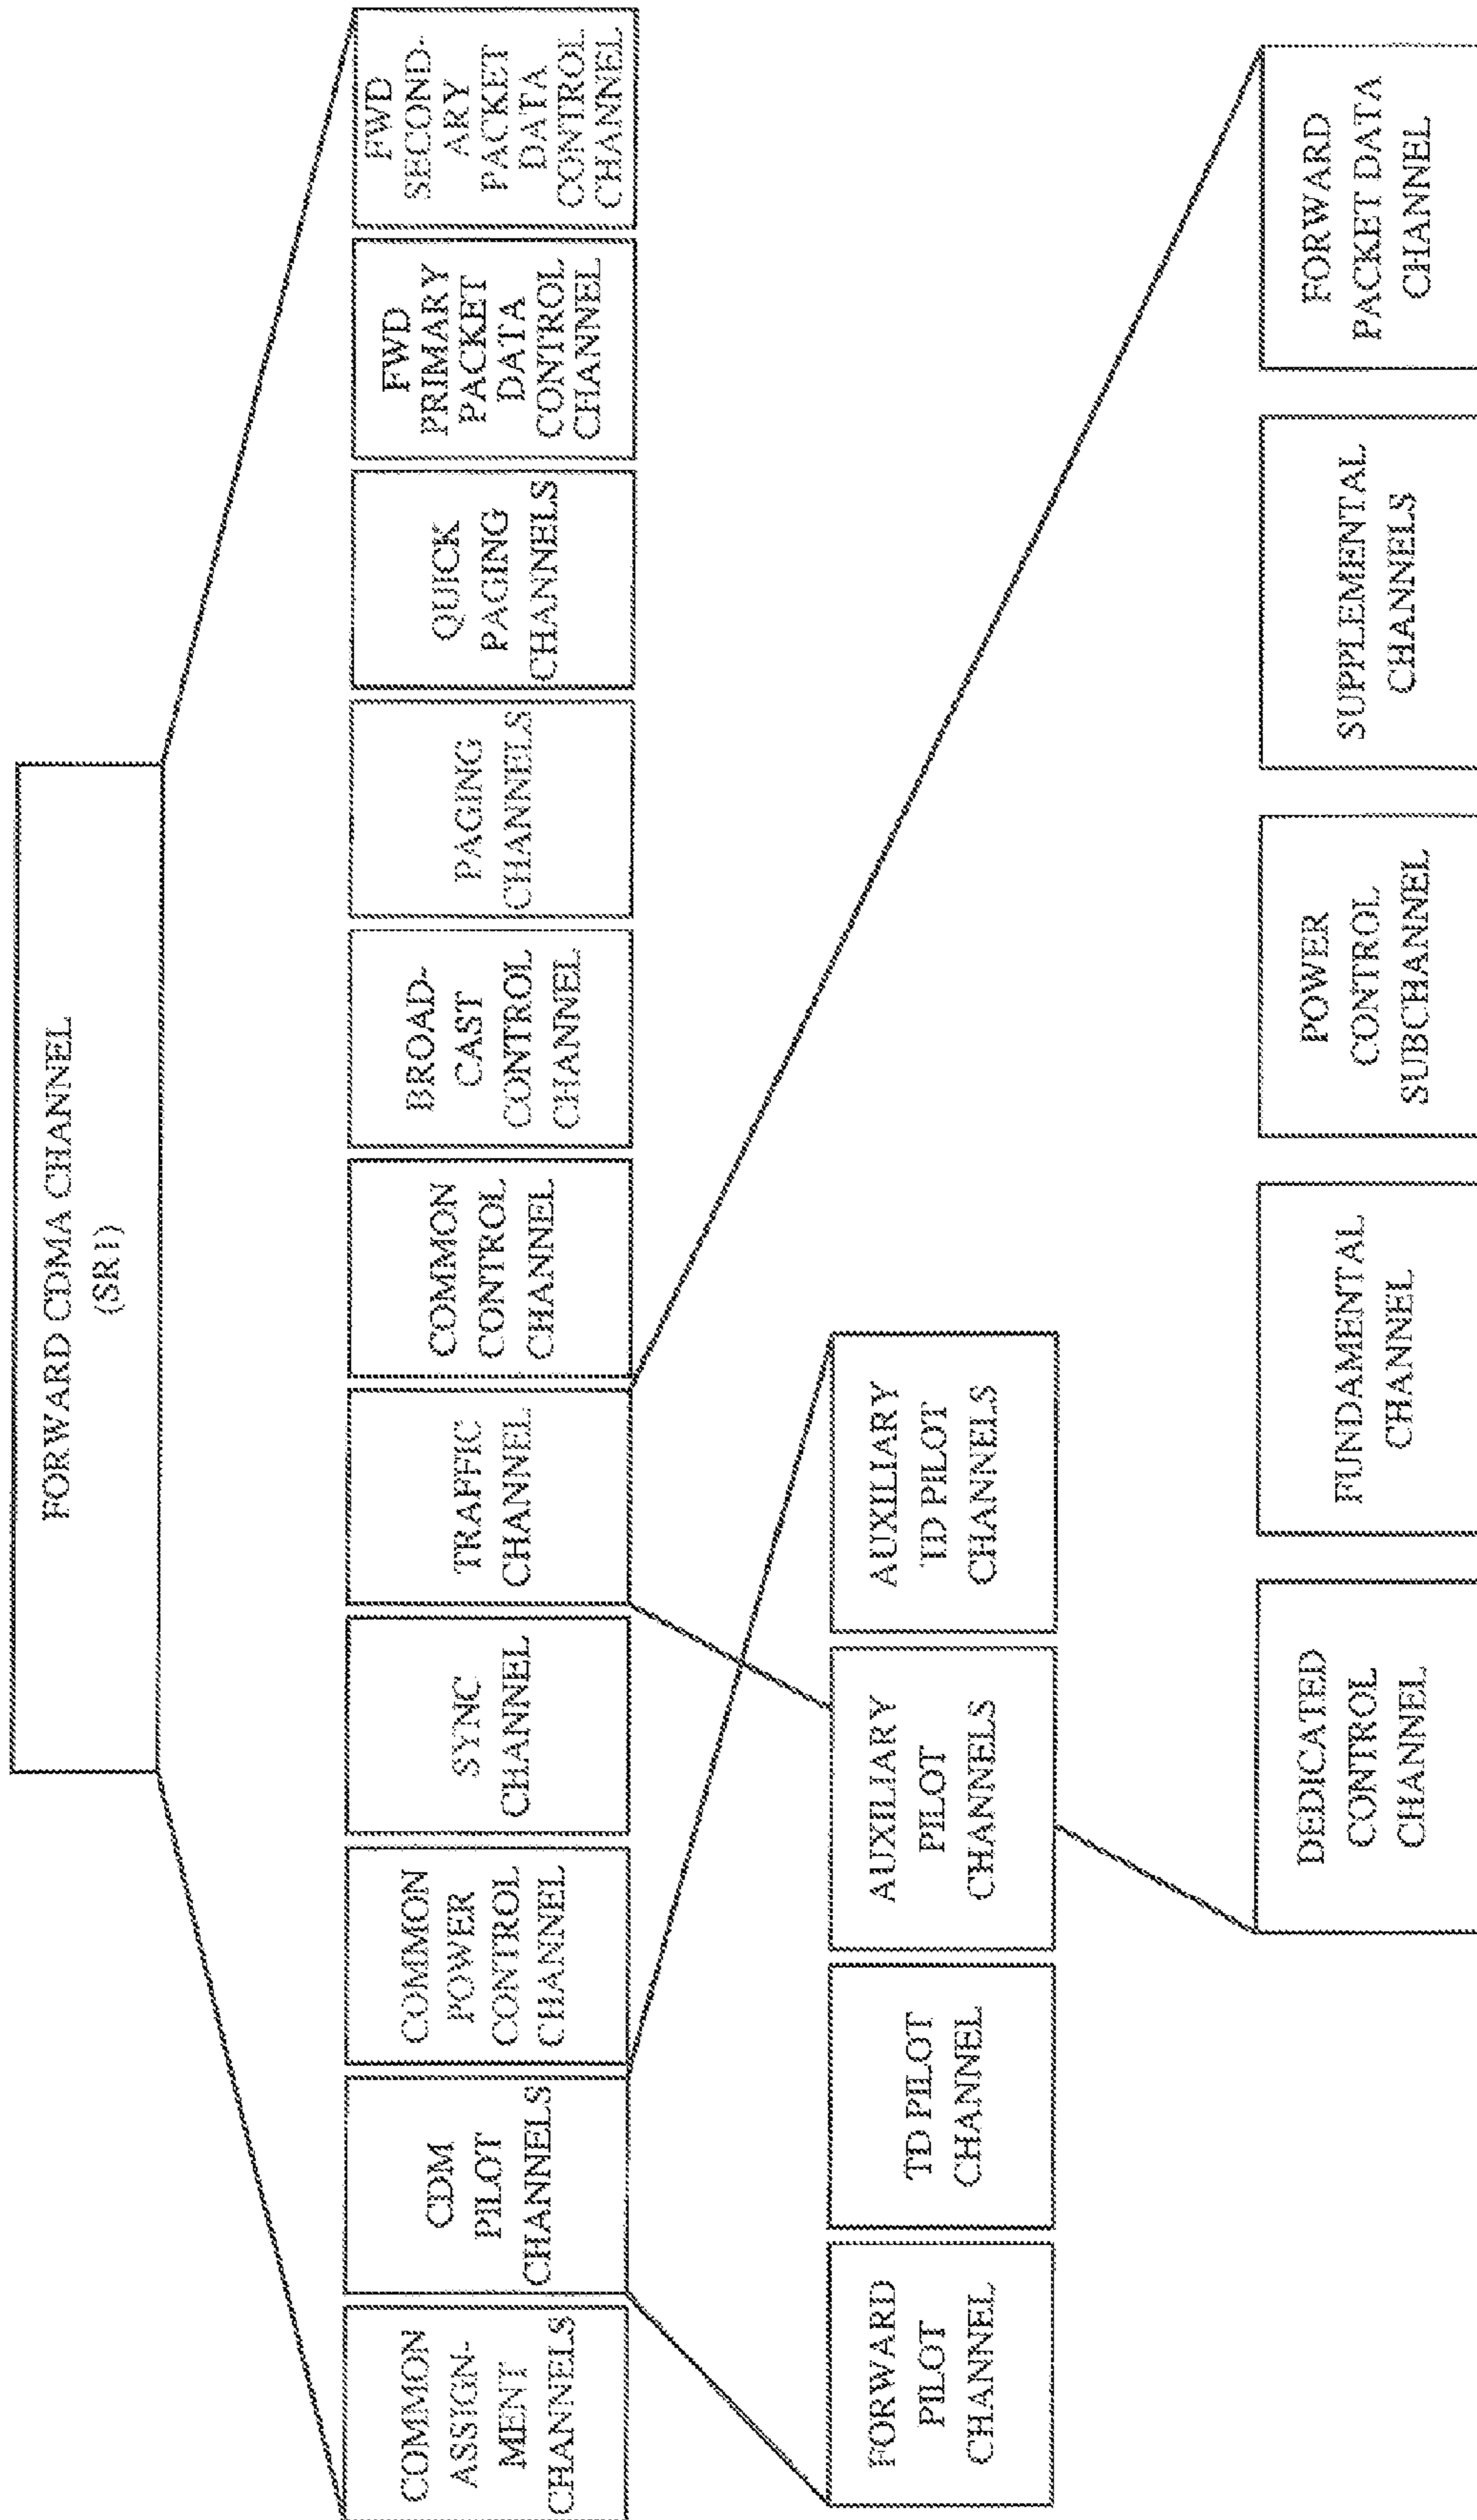 FORWARD CDMA CHANNEL
(SR1)
COMMON
ASSIGN-
MENT
CHANNELS
CDM
PILOT
CHANNELS
COMMON
POWER
CONTROL
CHANNEL
SYNC
CHANNEL
TRAFFIC
CHANNEL
COMMON
CONTROL
CHANNEL
BROAD-
CAST
CONTROL
CHANNEL
PAGING
CHANNELS
QUICK
PAGING
CHANNELS
FWD
PRIMARY
PACKET
DATA
CONTROL
CHANNEL
FWD
SECOND-
ARY
PACKET
DATA
CONTROL
CHANNEL
FORWARD
PILOT
CHANNEL
TD PILOT
CHANNEL
AUXILIARY
PILOT
CHANNELS
AUXILIARY
TD PILOT
CHANNELS
DEDICATED
CONTROL
CHANNEL
FUNDAMENTAL
CHANNEL
POWER
CONTROL
SUBCHANNEL
SUPPLEMENTAL
CHANNELS
FORWARD
PACKET DATA
CHANNEL